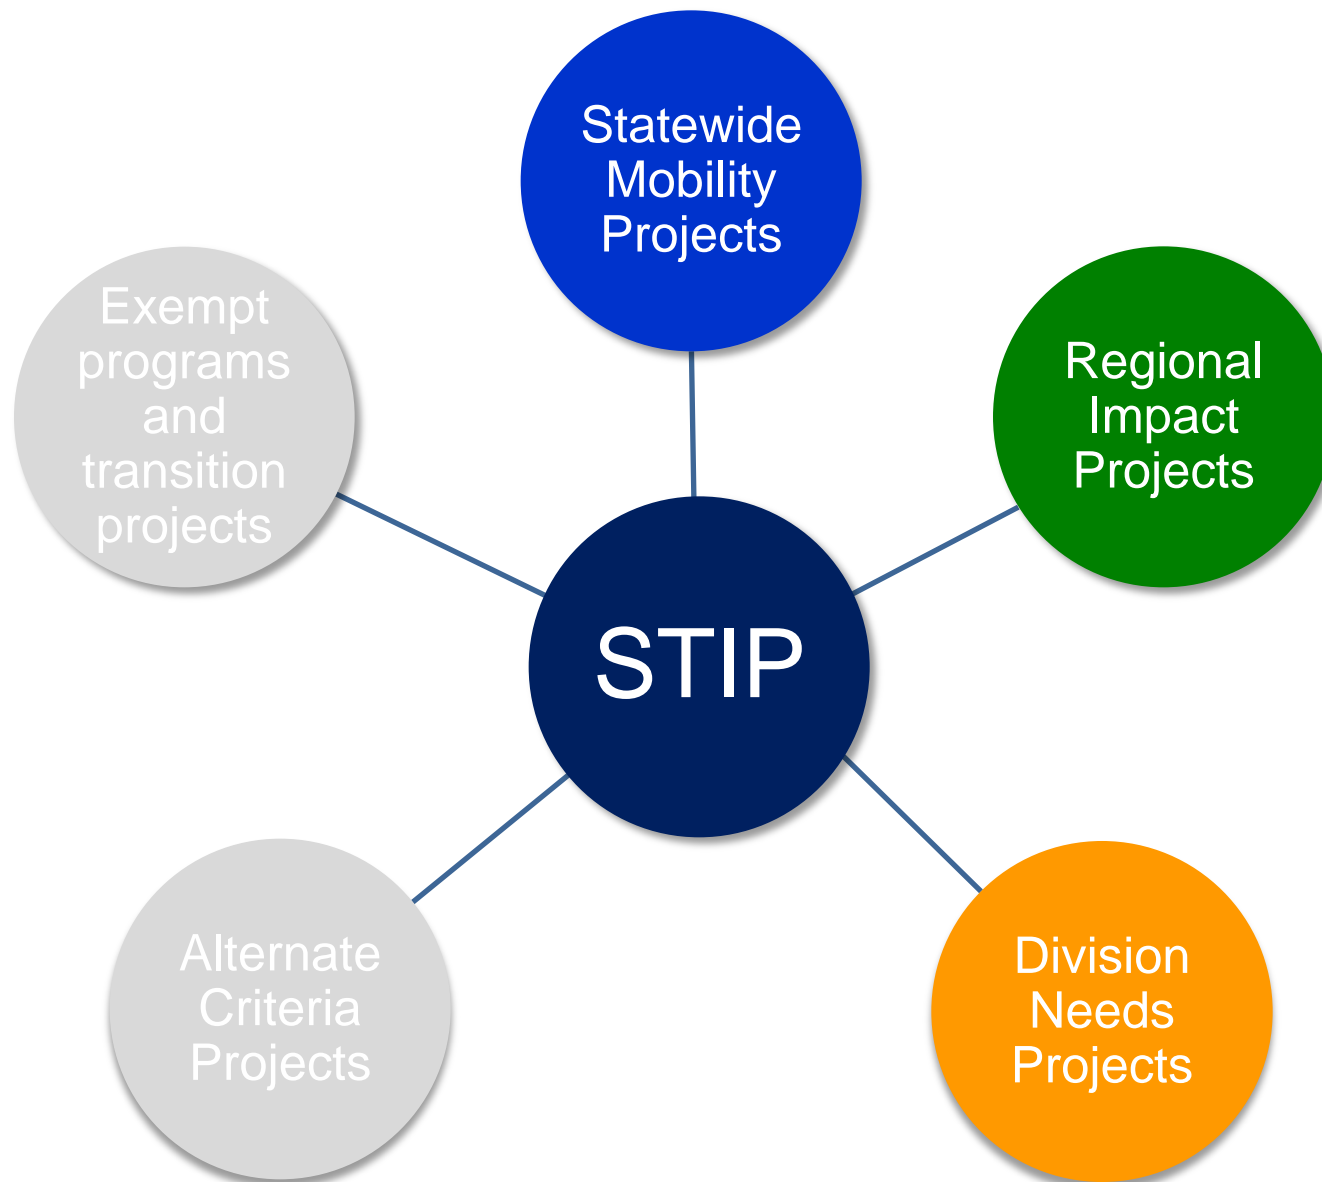 Statewide
Mobility
Projects
Exempt
programs
and
transition
projects
Regional
Impact
Projects
STIP
Alternate
Criteria
Projects
Division
Needs
Projects